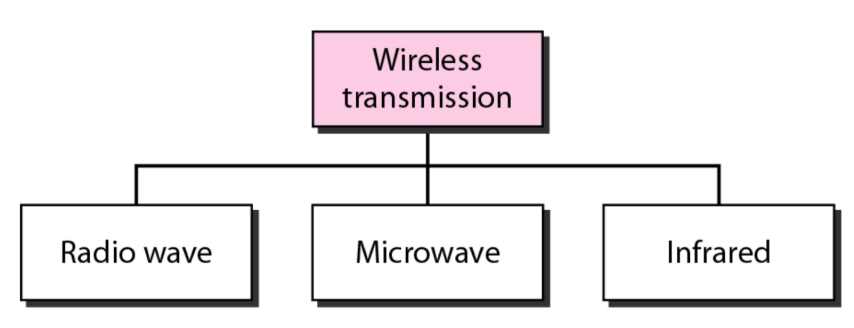 Wireless
transmission
Radio wave
Microwave
Infrared